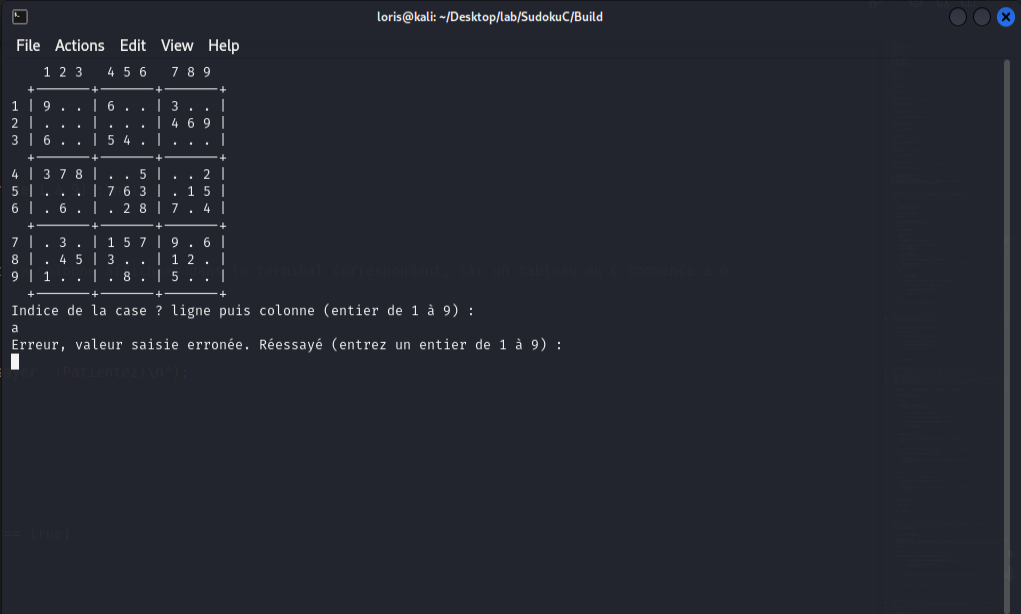 loris@kali: ~/Desktop/lab/SudokuC/Build
File Actions Edit View Help
1 2 3 4 5 6 7 8 9
+———————+———————+———————+
1 | 9 . . | 6 . . | 3 . . |
2 | . . . | . . . | 4 6 9 |
3 | 6 . . | 5 4 . | . . . |
+———————+———————+———————+
4 | 3 7 8 | . . 5 | . . 2 |
5 | . . . | 7 6 3 | . 1 5 |
6 | . 6 . | . 2 8 | 7 . 4 |
+———————+———————+———————+
7 | . 3 . | 1 5 7 | 9 . 6 |
8 | . 4 5 | 3 . . | 1 2 . |
9 | 1 . . | . 8 . | 5 . . |
+———————+———————+———————+
Indice de la case ? ligne puis colonne (entier de 1 à 9) :
a
Erreur, valeur saisie erronée. Réessayé (entrez un entier de 1 à 9) :